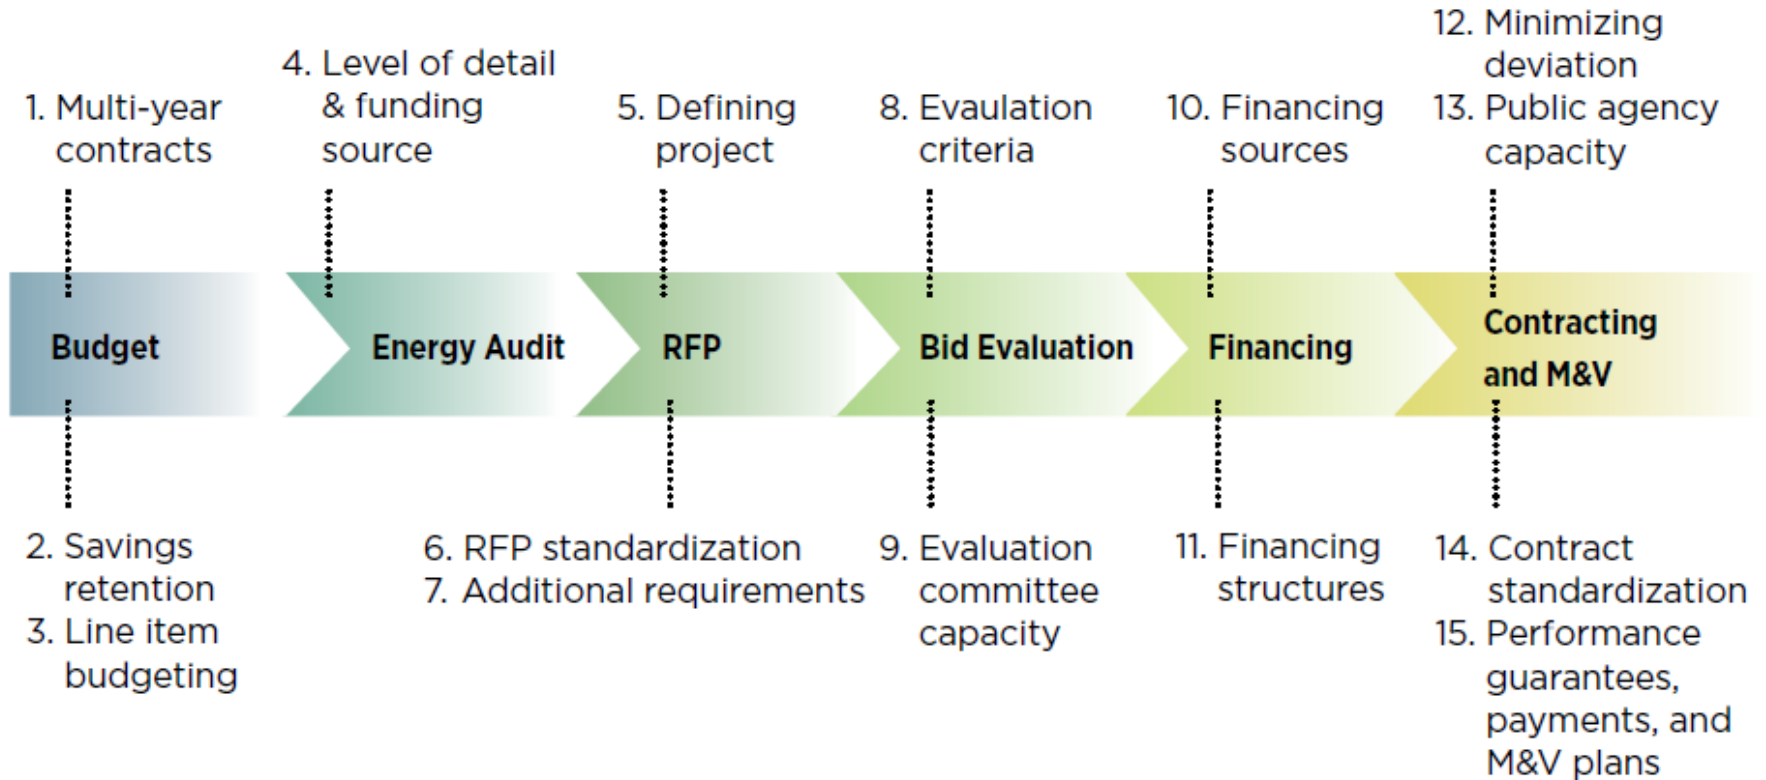 1. Multi-year
contracts
4. Level of detail
& funding
source
5. Defining
project
8. Evaulation
criteria
10. Financing
sources
12. Minimizing
deviation
13. Public agency
capacity
Budget
Energy Audit
RFP
Bid Evaluation
Financing
Contracting
and M&V
2. Savings
retention
3. Line item
budgeting
6. RFP standardization
7. Additional requirements
9. Evaluation
committee
capacity
11. Financing
structures
14. Contract
standardization
15. Performance
guarantees,
payments, and
M&V plans